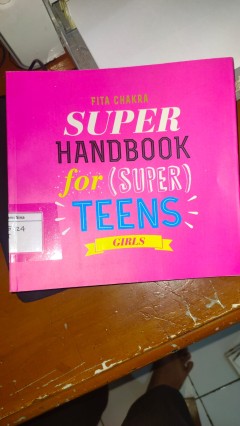 FITA CHAKRA
SUPER
HANDBOOK
for (SUPER)
TEENS
GIRLS